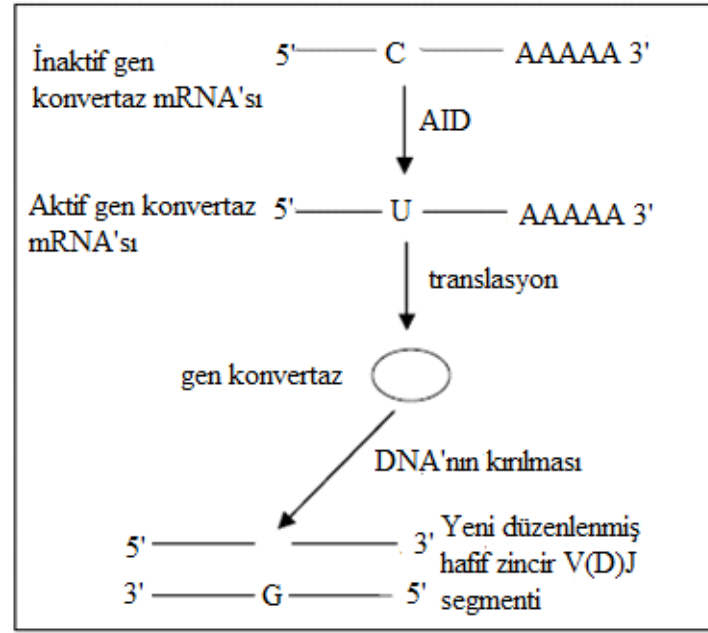 İnaktif gen
konvertaz mRNA'sı
5' C AAAAA 3'
AID
Aktif gen konvertaz
mRNA'sı
5' U AAAAA 3'
translasyon
gen konvertaz
DNA'nın kırılması
5' 3'
3' G 5'
Yeni düzenlenmiş
hafif zincir V(D)J
segmenti